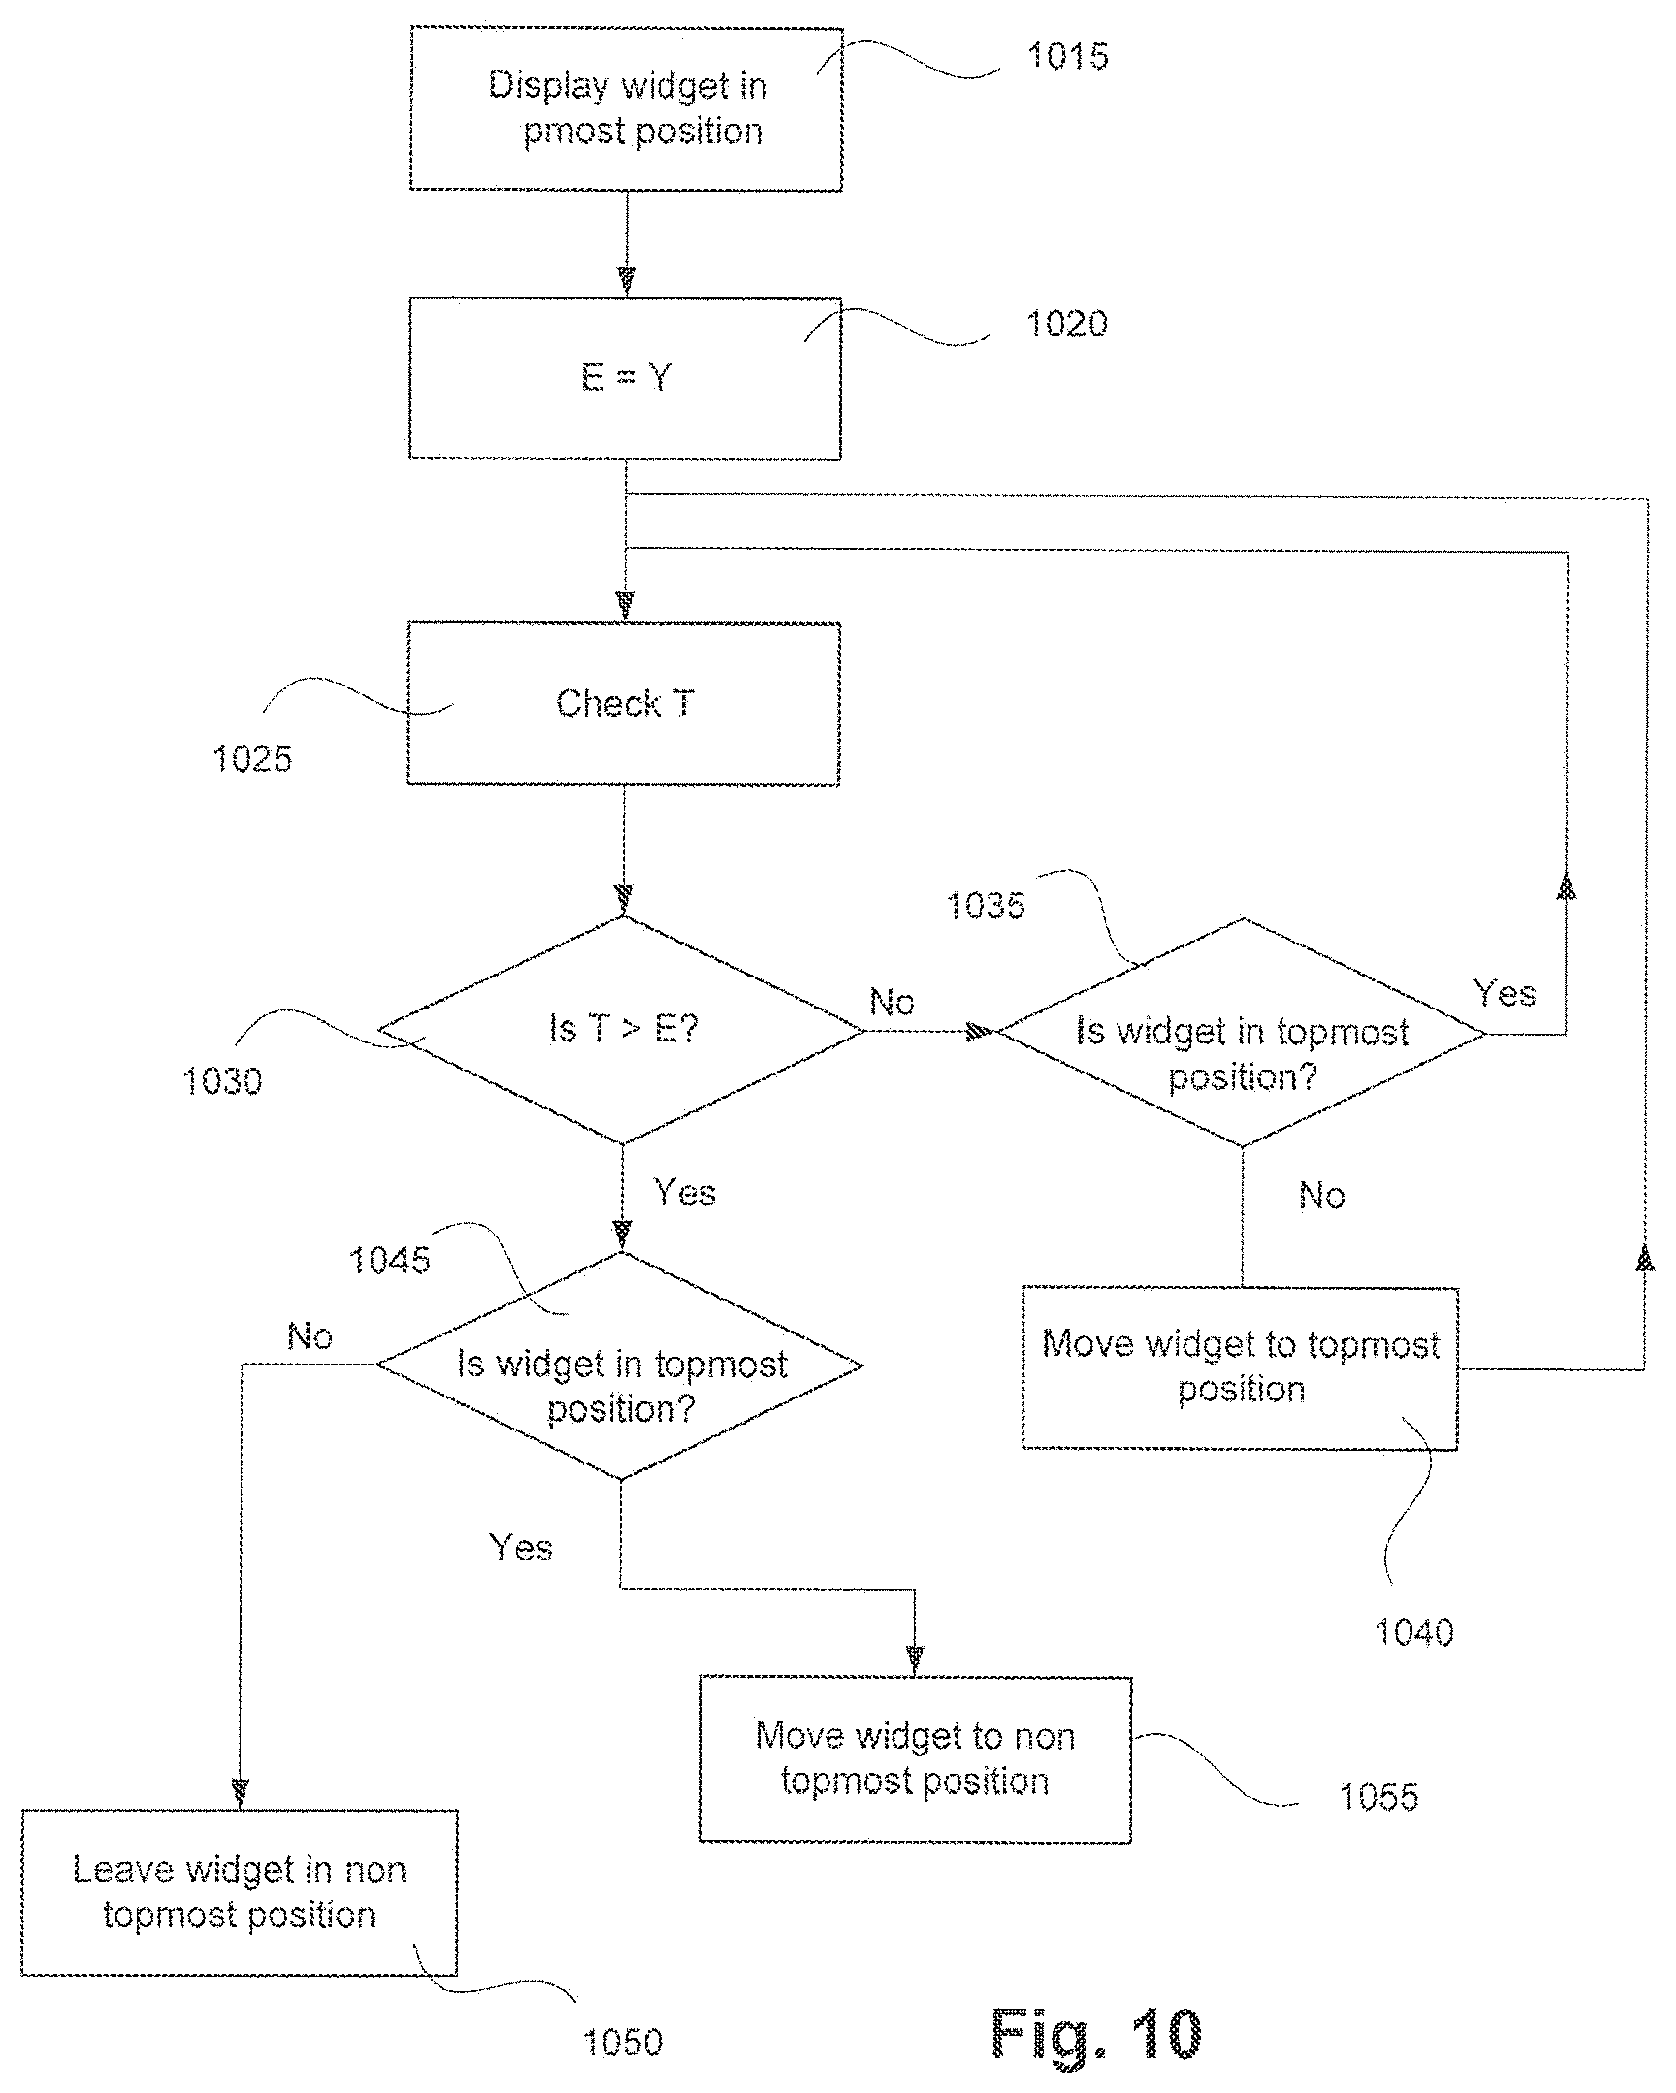 Display widget in
pmost position
1015
E = Y
1020
Check T
1025
Is T > E?
1030
No
1035
Is widget in topmost
position?
Yes
Yes
No
1045
No
Is widget in topmost
position?
Move widget to topmost
position
Yes
1040
Move widget to non
topmost position
1055
Leave widget in non
topmost position
1050
Fig. 10